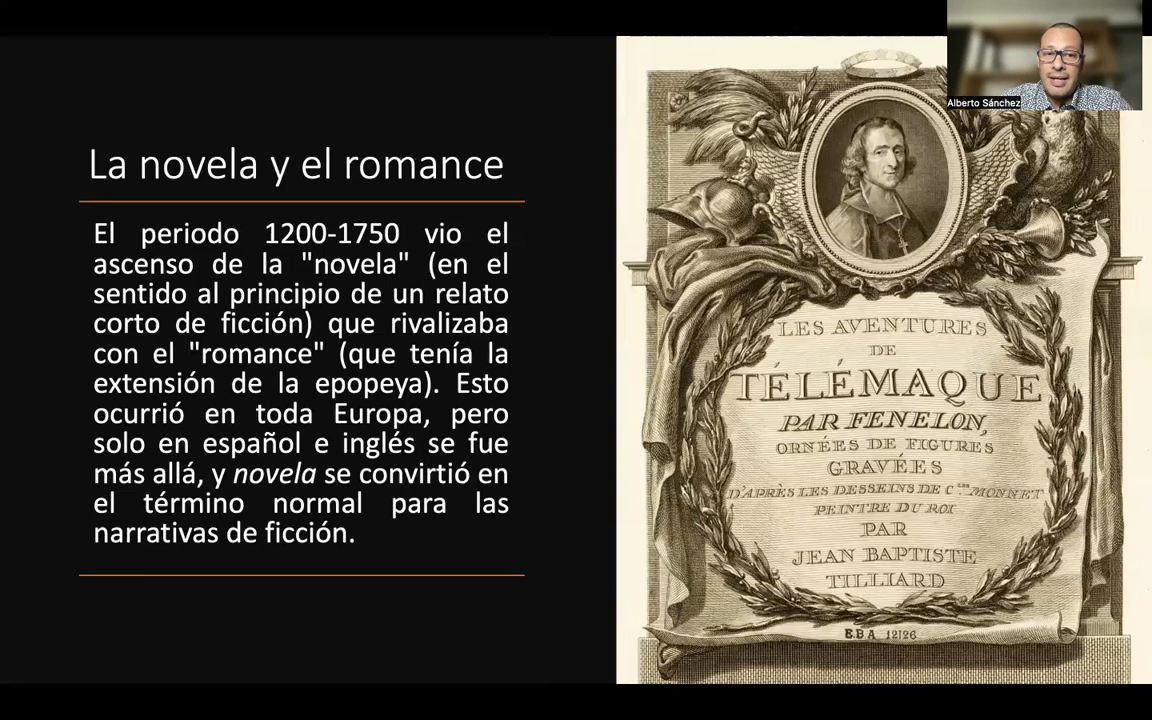 Alberto Sánchez
La novela y el romance
El periodo 1200-1750 vio el
ascenso de la "novela" (en el
sentido al principio de un relato
corto de ficción) que rivalizaba
con el "romance" (que tenía la
extensión de la epopeya). Esto
ocurrió en toda Europa, pero
solo en español e inglés se fue
más allá, y novela se convirtió en
el término normal para las
narrativas de ficción.
LES AVENTURES
DE
TÉLÉMAQUE
PAR FENELON,
ORNÉES DE FIGURES
GRAVÉES
D'APRÈS LES DESSEINS DE C. MONNET
PEINTRE DU ROI
PAR
JEAN BAPTISTE
TILLIARD